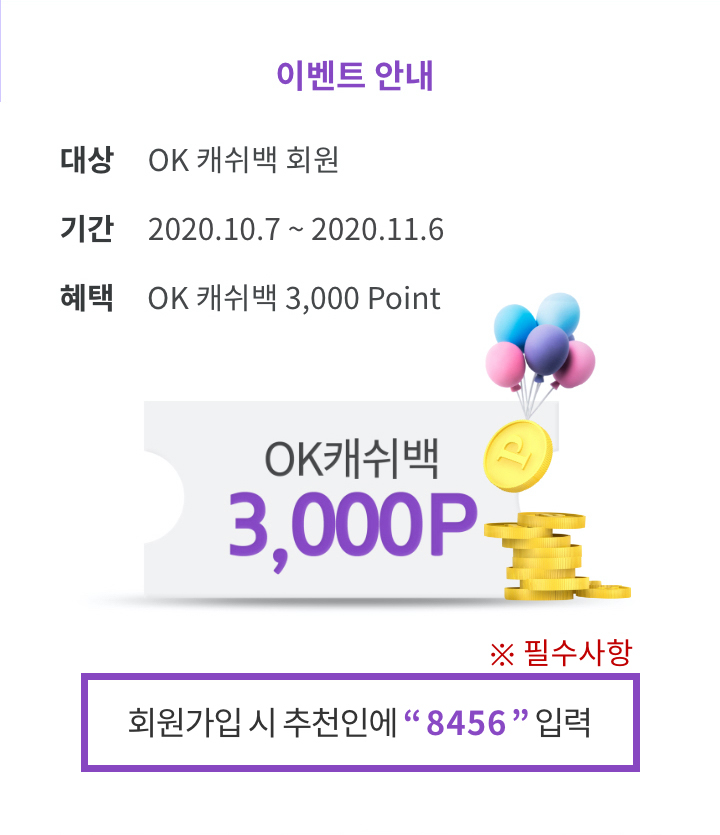 이벤트 안내
대상 OK 캐쉬백 회원
기간 2020.10.7 ~ 2020.11.6
혜택 OK 캐쉬백 3,000 Point
P
OK캐쉬백
3,000P
※ 필수사항
회원가입 시 추천인에 “ 8456 ” 입력